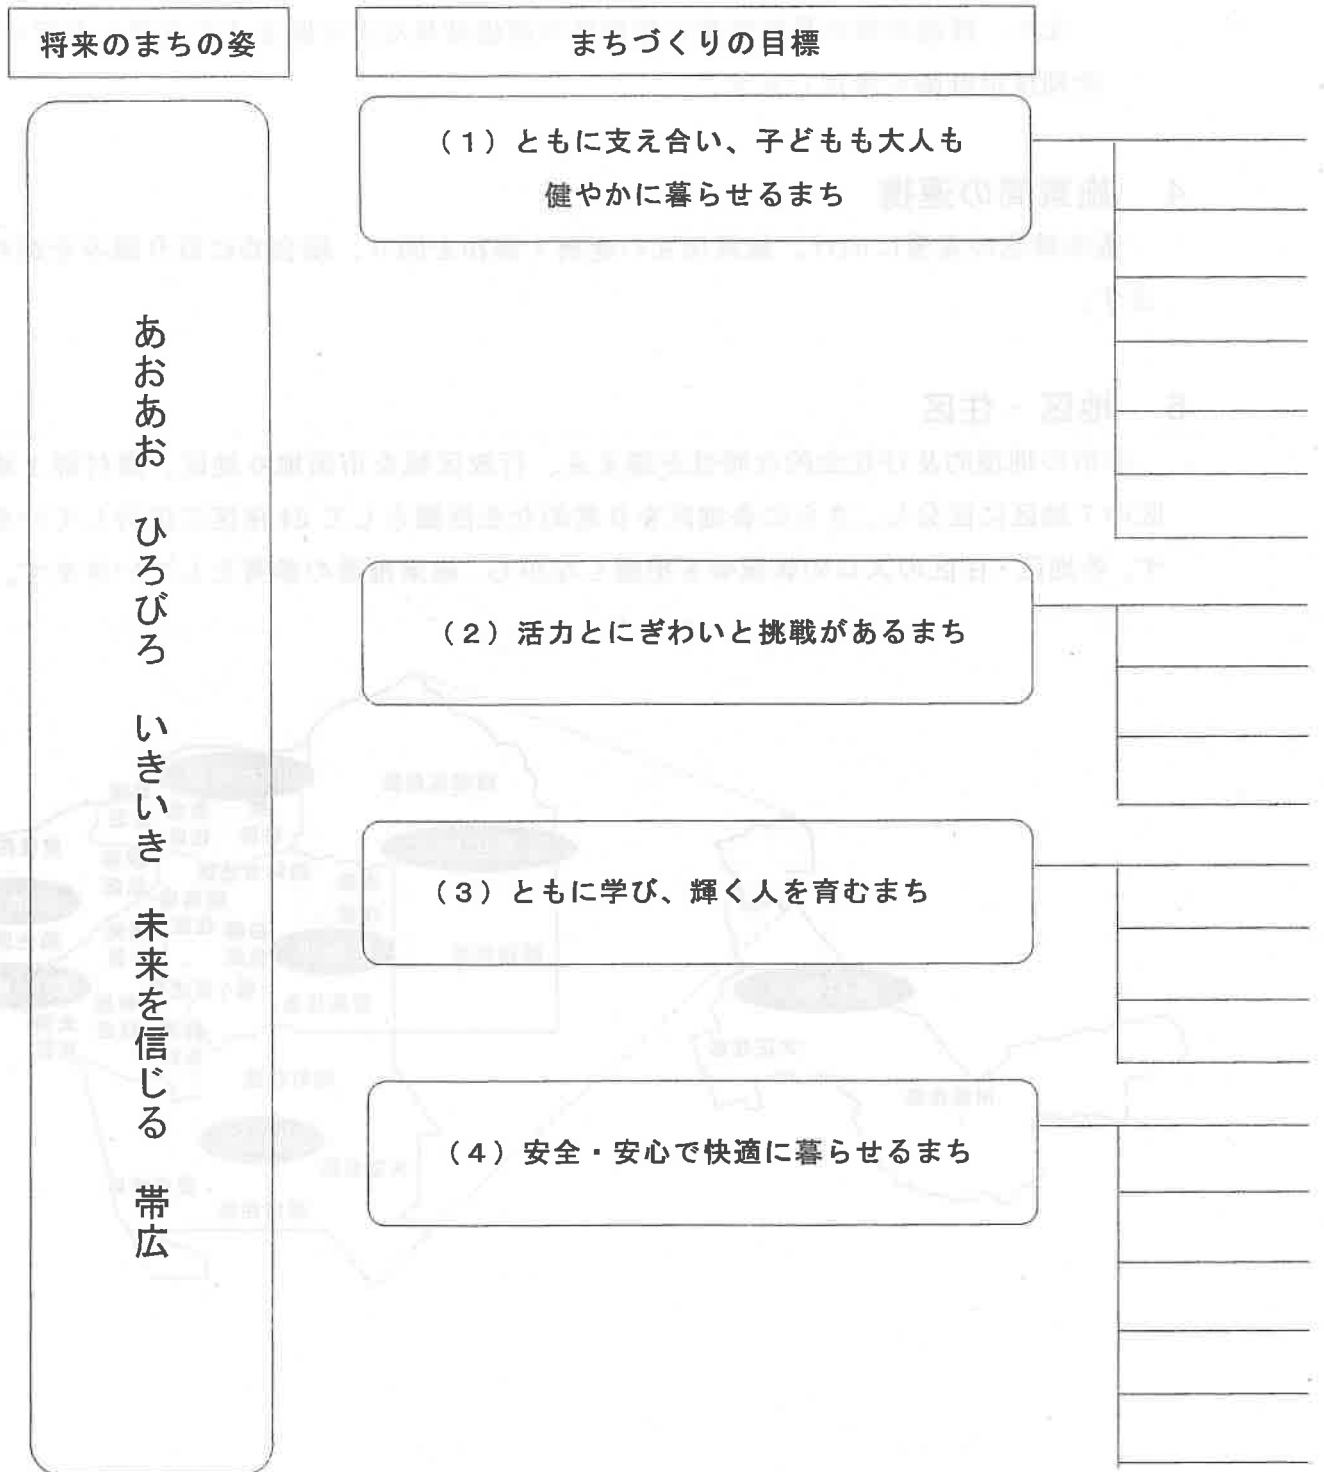 将来のまちの姿
まちづくりの目標
あおあお ひろびろ いきいき 未来を信じる 帯広
(1)ともに支え合い、子どもも大人も
健やかに暮らせるまち
(2)活力とにぎわいと挑戦があるまち
(3)ともに学び、輝く人を育むまち
(4)安全・安心で快適に暮らせるまち